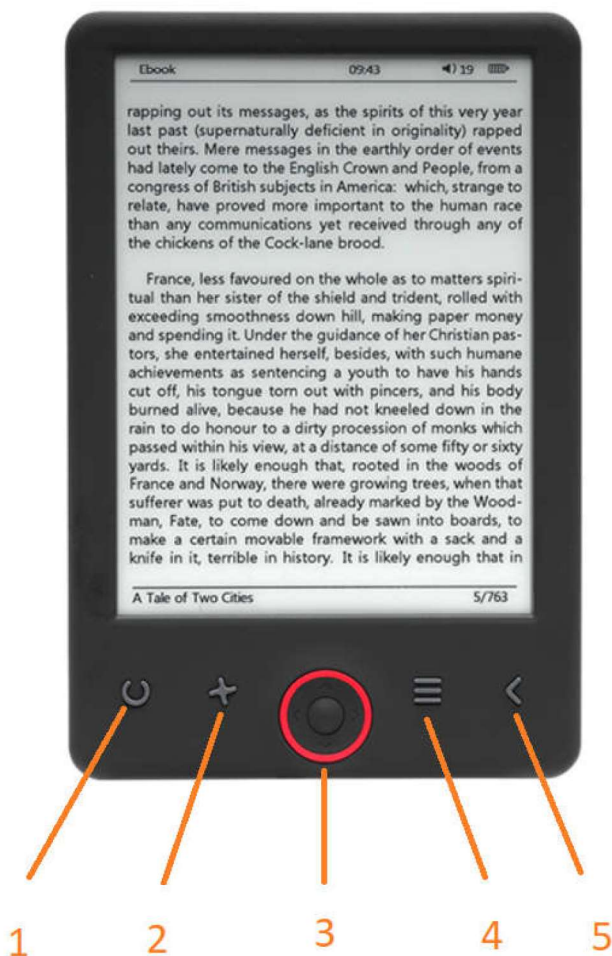 Ebook 09:43 19
rapping out its messages, as the spirits of this very year
last past (supernaturally deficient in originality) rapped
out theirs. Mere messages in the earthly order of events
had lately come to the English Crown and People, from a
congress of British subjects in America: which, strange to
relate, have proved more important to the human race
than any communications yet received through any of
the chickens of the Cock-lane brood.
France, less favoured on the whole as to matters spiri-
tual than her sister of the shield and trident, rolled with
exceeding smoothness down hill, making paper money
and spending it. Under the guidance of her Christian pas-
tors, she entertained herself, besides, with such humane
achievements as sentencing a youth to have his hands
cut off, his tongue torn out with pincers, and his body
burned alive, because he had not kneeled down in the
rain to do honour to a dirty procession of monks which
passed within his view, at a distance of some fifty or sixty
yards. It is likely enough that, rooted in the woods of
France and Norway, there were growing trees, when that
sufferer was put to death, already marked by the Wood-
man, Fate, to come down and be sawn into boards, to
make a certain movable framework with a sack and a
knife in it, terrible in history. It is likely enough that in
A Tale of Two Cities 5/763
1 2 3 4 5